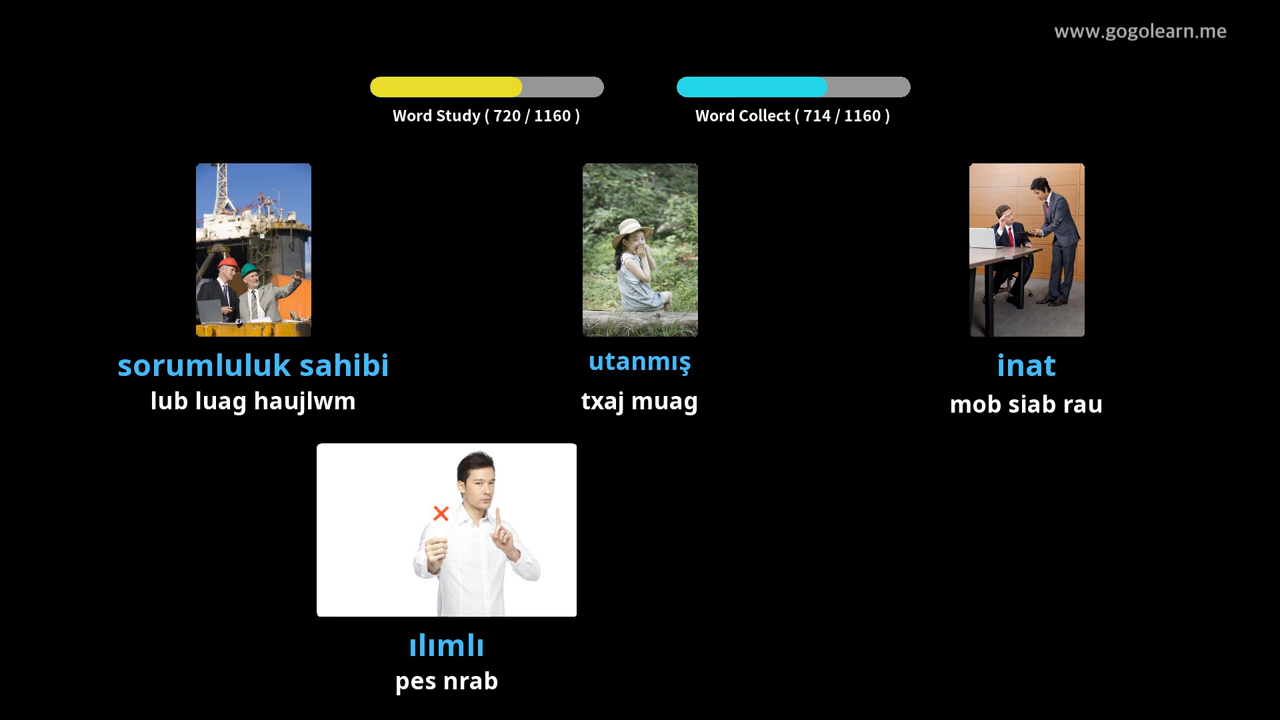 www.gogolearn.me
Word Study ( 720 / 1160 )
Word Collect ( 714 / 1160 )
sorumluluk sahibi
lub luag haujlwm
utanmış
txaj muag
inat
mob siab rau
ılımlı
pes nrab